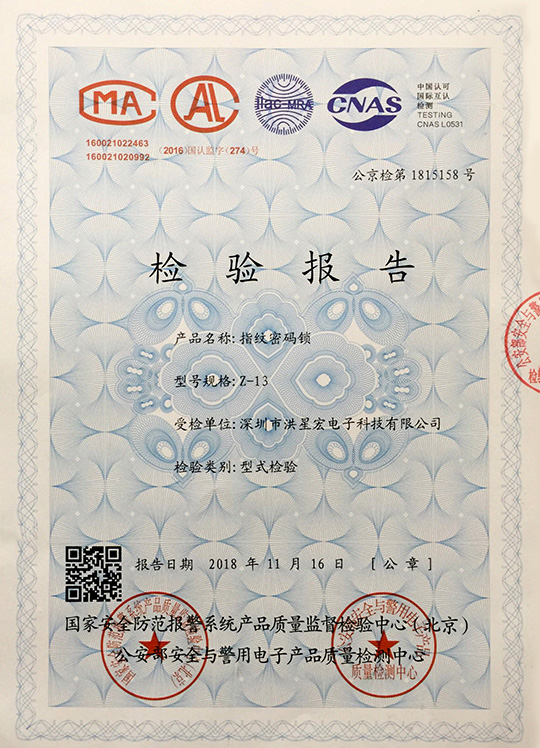 MA
AL
ilac-MRA
CNAS
中国认可
国际互认
检测
TESTING
CNAS L0531
160021022463
160021020992
(2016)国认监字(274)号
公京检第 1815158 号
检验报告
产品名称: 指纹密码锁
型号规格: Z-13
受检单位: 深圳市洪星宏电子科技有限公司
检验类别: 型式检验
报告日期 2018 年 11 月 16 日 [公章]
国家安全防范报警系统产品质量监督检验中心(北京)
公安部安全与警用电子产品质量检测中心
质量检测中心